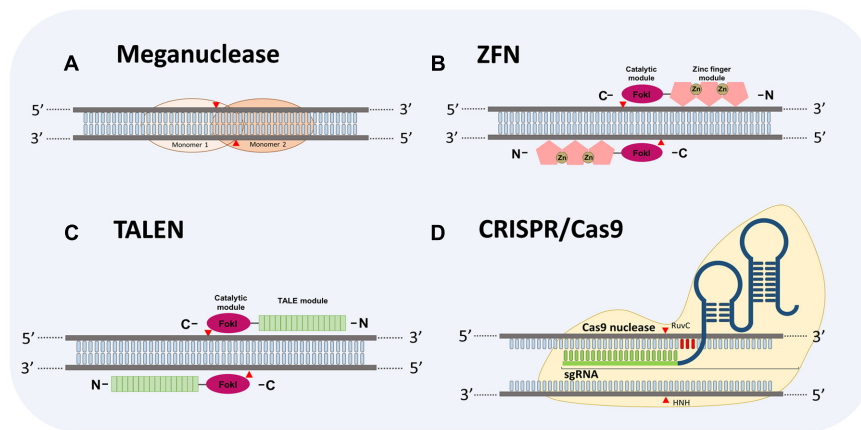 A
Meganuclease
5’
3’
3’
5’
Monomer 1
Monomer 2
B
ZFN
Catalytic
module
Zinc finger
module
C–
FokI
Zn
Zn
–N
5’
3’
3’
5’
N–
Zn
Zn
FokI
–C
C
TALEN
Catalytic
module
TALE module
C–
FokI
–N
5’
3’
3’
5’
N–
FokI
–C
D
CRISPR/Cas9
Cas9 nuclease
RuvC
5’
3’
sgRNA
3’
5’
HNH